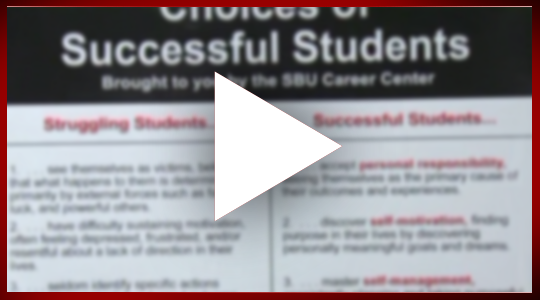 Choices of
Successful Students
Brought to you by the SBU Career Center
Struggling Students...
Successful Students...
1. see themselves as victims,
that what happens to them is
primarily by external forces such as
luck, and powerful others.
2. ... have difficulty sustaining motivation,
often feeling depressed, frustrated, and/or
resentful about a lack of direction in their
lives.
3. seldom identify specific actions
accept personal responsibility,
seeing themselves as the primary cause of
their outcomes and experiences.
2. ... discover self-motivation, finding
purpose in their lives by discovering
personally meaningful goals and dreams.
3. ... master self-management,